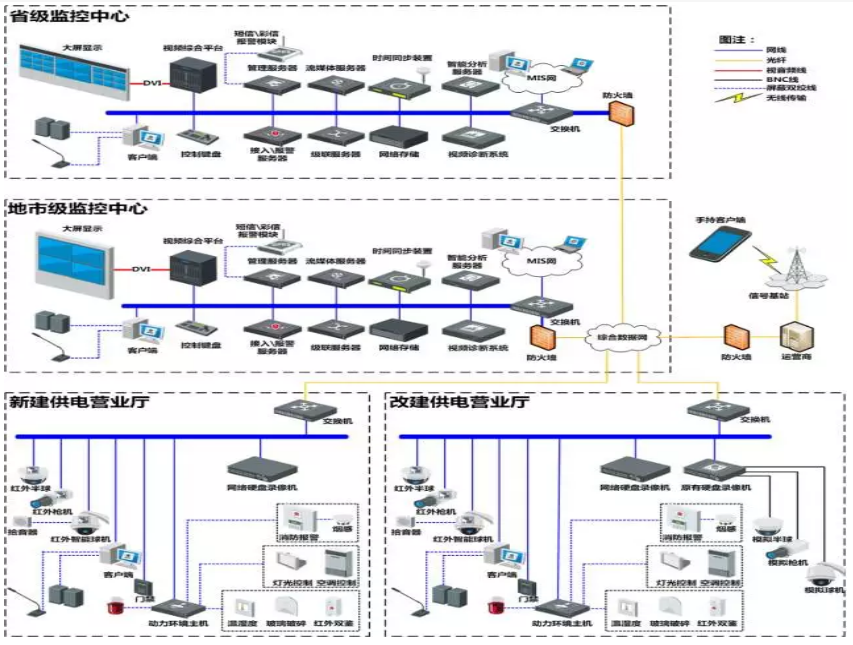 省级监控中心
大屏显示
视频综合平台
短信\彩信
报警模块
管理服务器
流媒体服务器
时间同步装置
智能分析
服务器
MIS网
防火墙
DVI
交换机
客户端
控制键盘
接入\报警
服务器
级联服务器
网络存储
视频诊断系统
图注：
网线
光纤
视音频线
BNC线
屏蔽双绞线
无线传输
地市级监控中心
大屏显示
视频综合平台
短信\彩信
报警模块
管理服务器
流媒体服务器
时间同步装置
智能分析
服务器
MIS网
DVI
交换机
客户端
控制键盘
接入\报警
服务器
级联服务器
网络存储
视频诊断系统
防火墙
综合数据网
手持客户端
信号基站
防火墙
运营商
新建供电营业厅
交换机
网络硬盘录像机
红外半球
红外枪机
拾音器
红外智能球机
客户端
门禁
动力环境主机
消防报警
烟感
灯光控制
空调控制
温湿度
玻璃破碎
红外双鉴
改建供电营业厅
交换机
网络硬盘录像机
原有硬盘录像机
红外半球
红外枪机
拾音器
红外智能球机
客户端
门禁
动力环境主机
消防报警
烟感
灯光控制
空调控制
温湿度
玻璃破碎
红外双鉴
模拟半球
模拟枪机
模拟球机